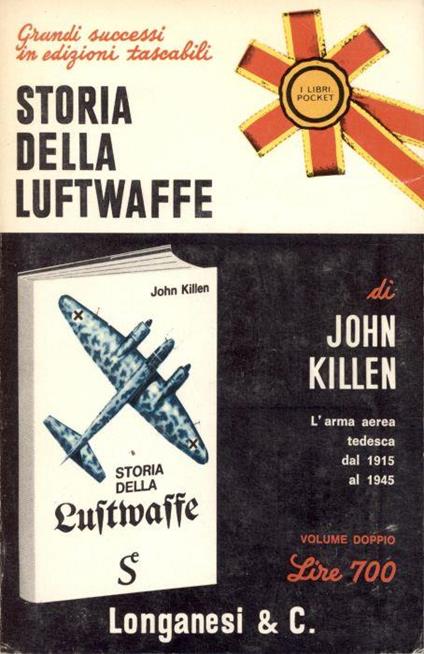 Grandi successi
in edizioni tascabili
I LIBRI
POCKET
STORIA
DELLA
LUFTWAFFE
John Killen
STORIA
DELLA
Luftwaffe
Se
di
JOHN
KILLEN
L'arma aerea
tedesca
dal 1915
al 1945
VOLUME DOPPIO
Lire 700
Longanesi & C.